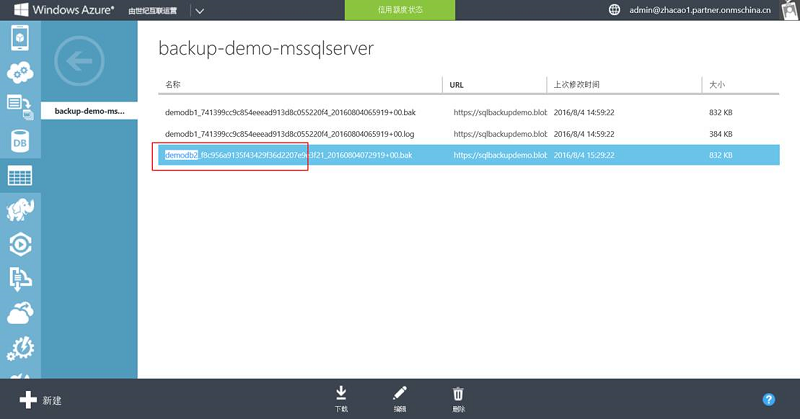 Windows Azure* 由世纪互联运营 信用额度状态 admin@zhacao1.partner.onmschina.cn
backup-demo-mssqlserver
backup-demo-ms...
名称 URL 上次修改时间 大小
demodb1_741399cc9c854eeead913d8c055220f4_20160804065919+00.bak https://sqlbackupdemo.blob 2016/8/4 14:59:22 832 KB
demodb1_741399cc9c854eeead913d8c055220f4_20160804065919+00.log https://sqlbackupdemo.blob 2016/8/4 14:59:22 384 KB
DB
demodb2_f8c956a9135f43429f36d2207e9e3f21_20160804072919+00.bak https://sqlbackupdemo.blob 2016/8/4 15:29:22 832 KB
新建 下载 编辑 删除 ?